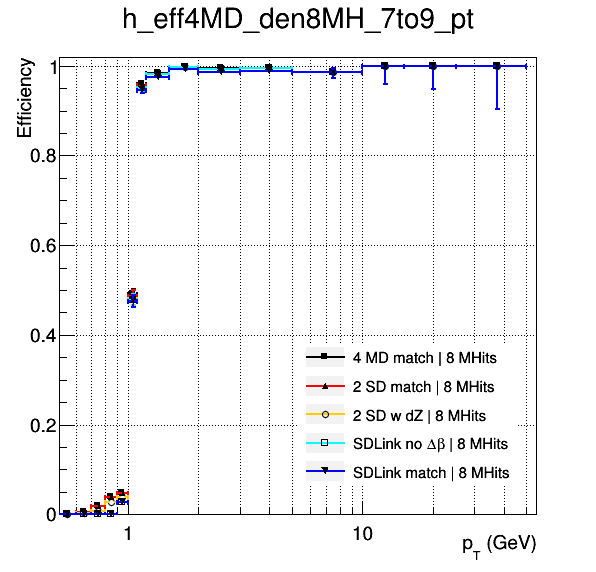 h_eff4MD_den8MH_7to9_pt
Efficiency
1
0.8
0.6
0.4
0.2
0
4 MD match | 8 MHits
2 SD match | 8 MHits
2 SD w dZ | 8 MHits
SDLink no Δβ | 8 MHits
SDLink match | 8 MHits
1 10
p_T (GeV)